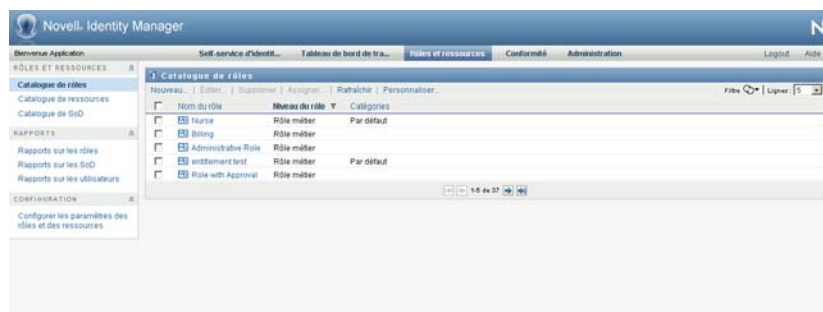 Novell® Identity Manager
N
Bienvenue Application
Self-service d'identit... Tableau de bord de tra... Rôles et ressources Conformité Administration Logout Aide
RÔLES ET RESSOURCES
Catalogue de rôles
Catalogue de ressources
Catalogue de SoD
RAPPORTS
Rapports sur les rôles
Rapports sur les SoD
Rapports sur les utilisateurs
CONFIGURATION
Configurer les paramètres des
rôles et des ressources
Catalogue de rôles
Nouveau... | Éditer... | Supprimer | Assigner... | Rafraîchir | Personnaliser... Filtre | Lignes: 5
Nom du rôle Niveau du rôle Catégories
Nurse Rôle métier Par défaut
Billing Rôle métier
Administrative Role Rôle métier
entitlement test Rôle métier Par défaut
Role with Approval Rôle métier
1-5 de 37